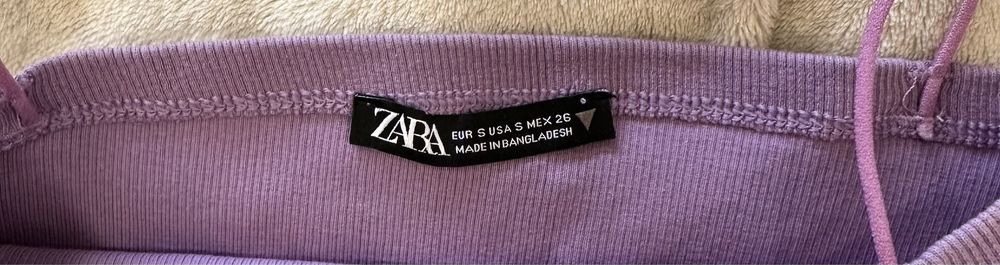 ZARA
EUR S USA S MEX 26
MADE IN BANGLADESH